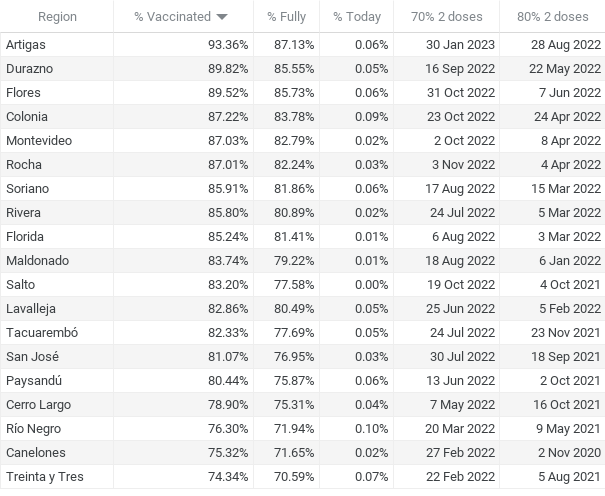 Region % Vaccinated % Fully % Today 70% 2 doses 80% 2 doses
Artigas 93.36% 87.13% 0.06% 30 Jan 2023 28 Aug 2022
Durazno 89.82% 85.55% 0.05% 16 Sep 2022 22 May 2022
Flores 89.52% 85.73% 0.06% 31 Oct 2022 7 Jun 2022
Colonia 87.22% 83.78% 0.09% 23 Oct 2022 24 Apr 2022
Montevideo 87.03% 82.79% 0.02% 2 Oct 2022 8 Apr 2022
Rocha 87.01% 82.24% 0.03% 3 Nov 2022 4 Apr 2022
Soriano 85.91% 81.86% 0.06% 17 Aug 2022 15 Mar 2022
Rivera 85.80% 80.89% 0.02% 24 Jul 2022 5 Mar 2022
Florida 85.24% 81.41% 0.01% 6 Aug 2022 3 Mar 2022
Maldonado 83.74% 79.22% 0.01% 18 Aug 2022 6 Jan 2022
Salto 83.20% 77.58% 0.00% 19 Oct 2022 4 Oct 2021
Lavalleja 82.86% 80.49% 0.05% 25 Jun 2022 5 Feb 2022
Tacuarembó 82.33% 77.69% 0.05% 24 Jul 2022 23 Nov 2021
San José 81.07% 76.95% 0.03% 30 Jul 2022 18 Sep 2021
Paysandú 80.44% 75.87% 0.06% 13 Jun 2022 2 Oct 2021
Cerro Largo 78.90% 75.31% 0.04% 7 May 2022 16 Oct 2021
Río Negro 76.30% 71.94% 0.10% 20 Mar 2022 9 May 2021
Canelones 75.32% 71.65% 0.02% 27 Feb 2022 2 Nov 2020
Treinta y Tres 74.34% 70.59% 0.07% 22 Feb 2022 5 Aug 2021